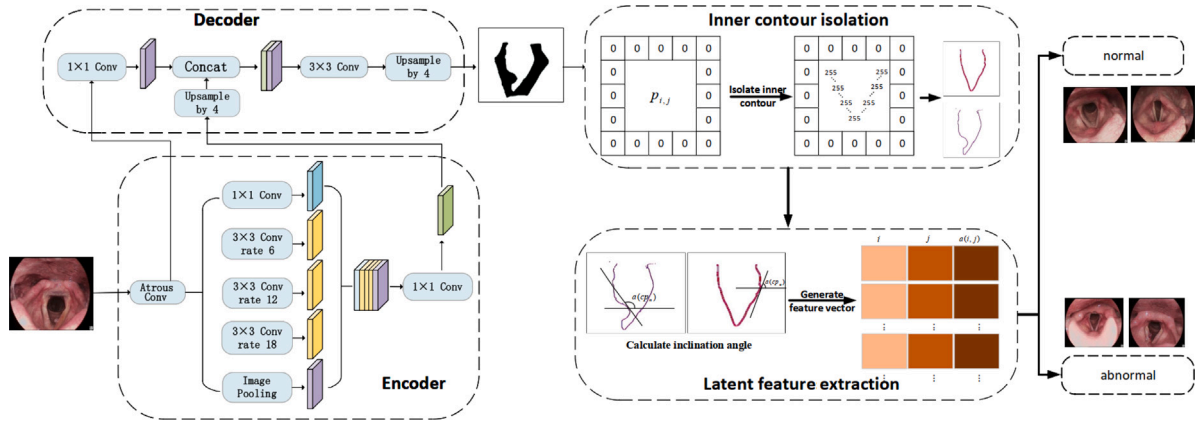 Decoder
1×1 Conv
Concat
3×3 Conv
Upsample
by 4
Upsample
by 4
Inner contour isolation
0 0 0 0 0
0 0
0 p_{i,j} 0
0 0
0 0 0 0 0
Isolate inner
contour
0 0 0 0 0
0 255 255 0
0 255 255 0
0 255 255 0
255
0 0 0 0 0
normal
1×1 Conv
3×3 Conv
rate 6
3×3 Conv
rate 12
3×3 Conv
rate 18
Image
Pooling
Atrous
Conv
1×1 Conv
Encoder
a(cp_n)
a(cp_n)
Calculate inclination angle
Generate
feature vector
i j a(i,j)
⋮ ⋮ ⋮
⋮ ⋮ ⋮
Latent feature extraction
abnormal